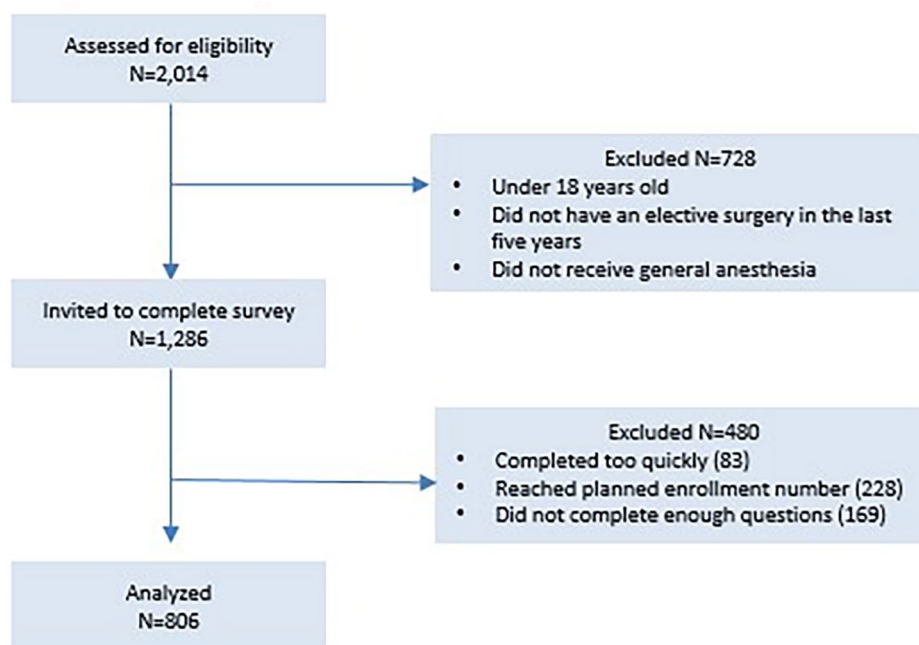 Assessed for eligibility
N=2,014
Excluded N=728
• Under 18 years old
• Did not have an elective surgery in the last
five years
• Did not receive general anesthesia
Invited to complete survey
N=1,286
Excluded N=480
• Completed too quickly (83)
• Reached planned enrollment number (228)
• Did not complete enough questions (169)
Analyzed
N=806